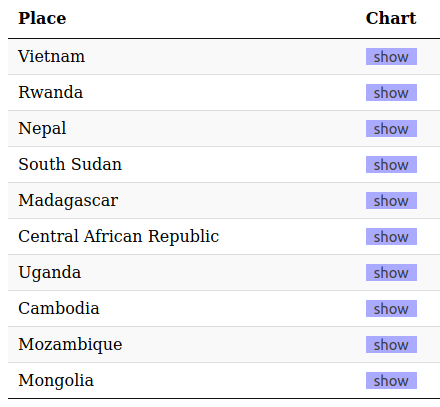 Place Chart
Vietnam show
Rwanda show
Nepal show
South Sudan show
Madagascar show
Central African Republic show
Uganda show
Cambodia show
Mozambique show
Mongolia show